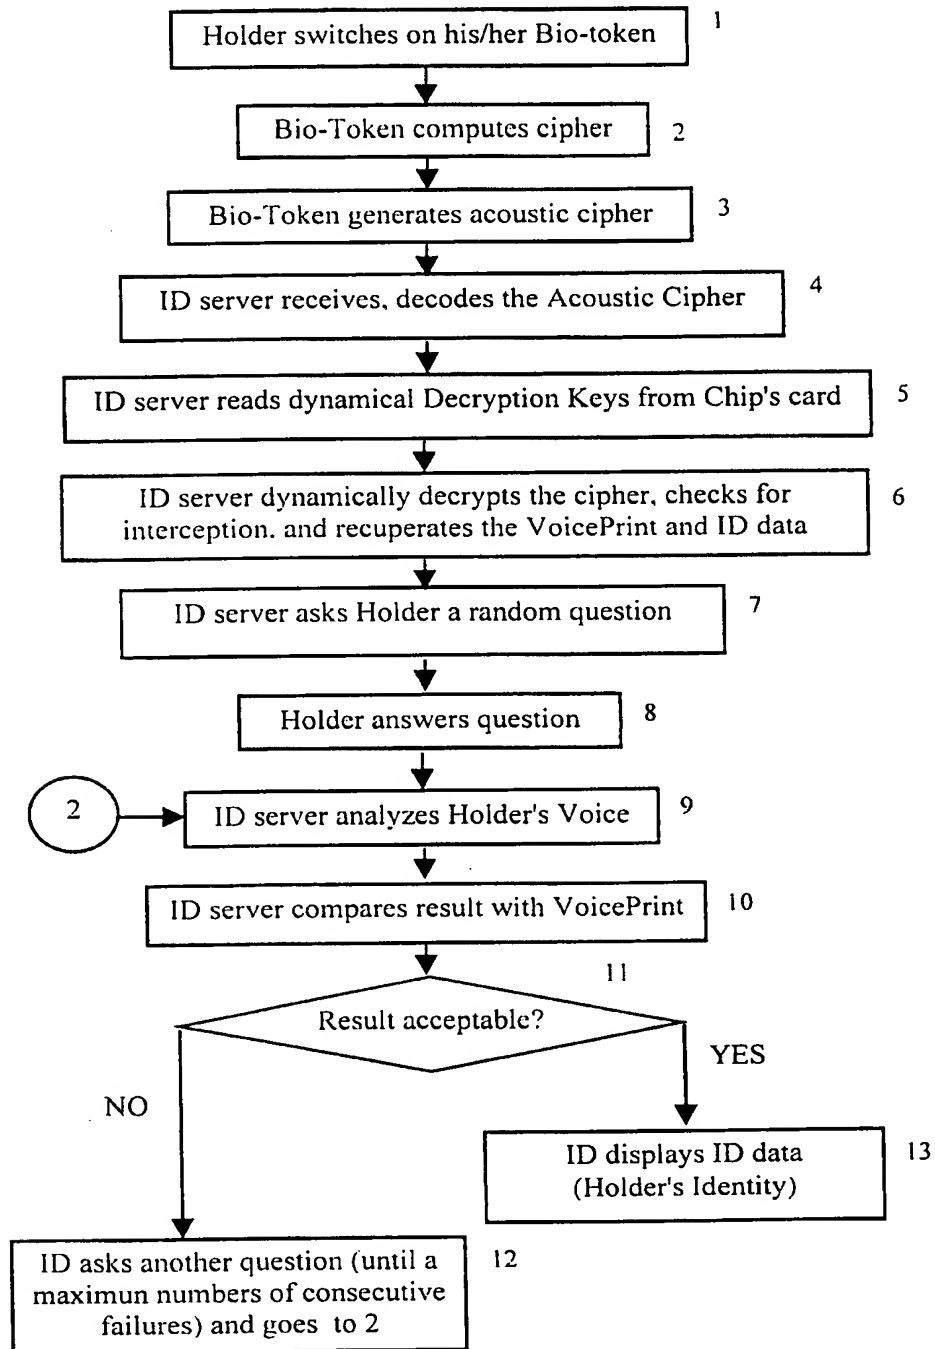 Holder switches on his/her Bio-token
1
Bio-Token computes cipher
2
Bio-Token generates acoustic cipher
3
ID server receives, decodes the Acoustic Cipher
4
ID server reads dynamical Decryption Keys from Chip's card
5
ID server dynamically decrypts the cipher, checks for
interception. and recuperates the VoicePrint and ID data
6
ID server asks Holder a random question
7
Holder answers question
8
2
ID server analyzes Holder's Voice
9
ID server compares result with VoicePrint
10
11
Result acceptable?
YES
NO
ID displays ID data
(Holder's Identity)
13
ID asks another question (until a
maximun numbers of consecutive
failures) and goes to 2
12